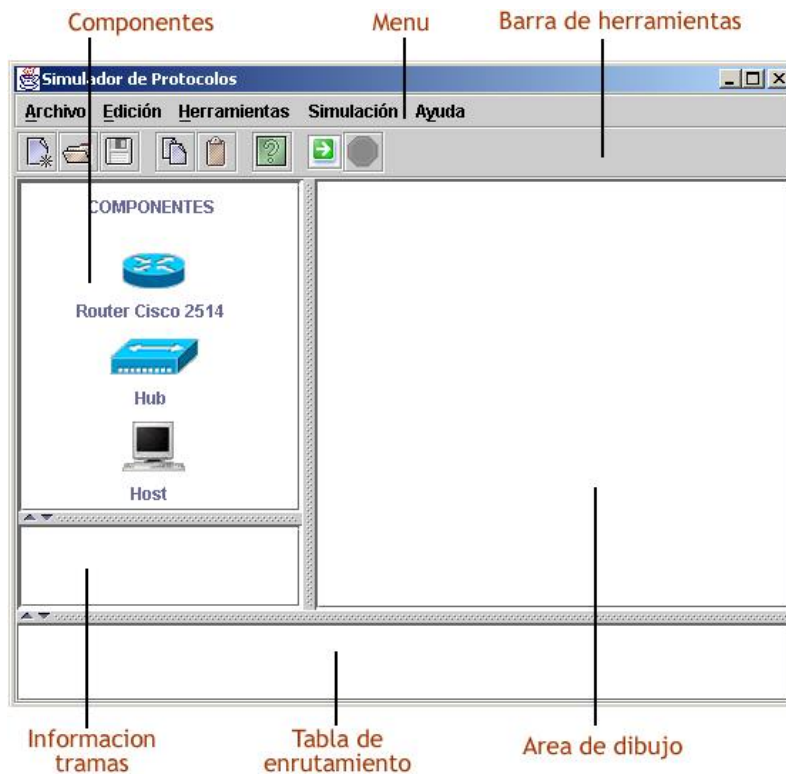 Componentes
Menu
Barra de herramientas
Simulador de Protocolos
Archivo Edición Herramientas Simulación Ayuda
COMPONENTES
Router Cisco 2514
Hub
Host
Informacion
tramas
Tabla de
enrutamiento
Area de dibujo